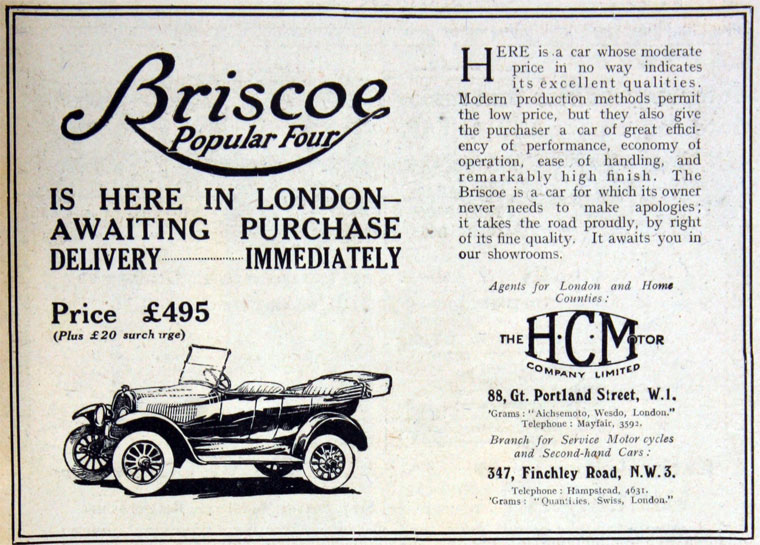 Briscoe
Popular Four
IS HERE IN LONDON—
AWAITING PURCHASE
DELIVERY............IMMEDIATELY
Price £495
(Plus £20 surch rge)
HERE is a car whose moderate
price in no way indicates
its excellent qualities.
Modern production methods permit
the low price, but they also give
the purchaser a car of great effici-
ency of performance, economy of
operation, ease of handling, and
remarkably high finish. The
Briscoe is a car for which its owner
never needs to make apologies;
it takes the road proudly, by right
of its fine quality. It awaits you in
our showrooms.
Agents for London and Home
Counties:
THE H.C.M MOTOR
COMPANY LIMITED
88, Gt. Portland Street, W.1.
'Grams: "Aichsemoto, Wesdo, London."
Telephone: Mayfair, 3592.
Branch for Service Motor cycles
and Second-hand Cars:
347, Finchley Road, N.W.3.
Telephone: Hampstead, 4631.
'Grams: "Quantities, Swiss, London."